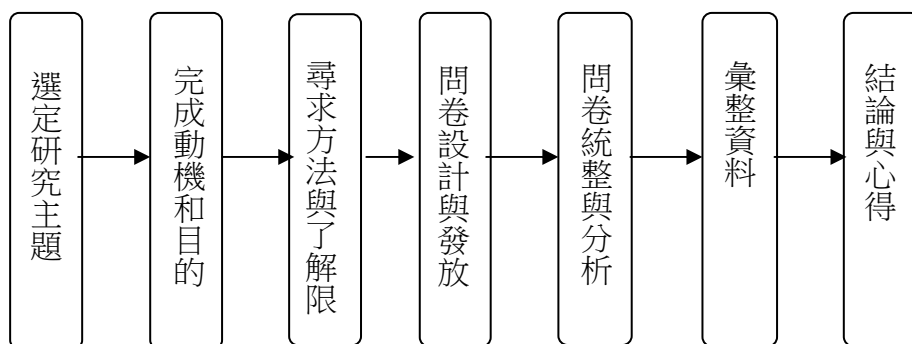 選定研究主題
完成動機和目的
尋求方法與了解限
問卷設計與發放
問卷統整與分析
彙整資料
結論與心得